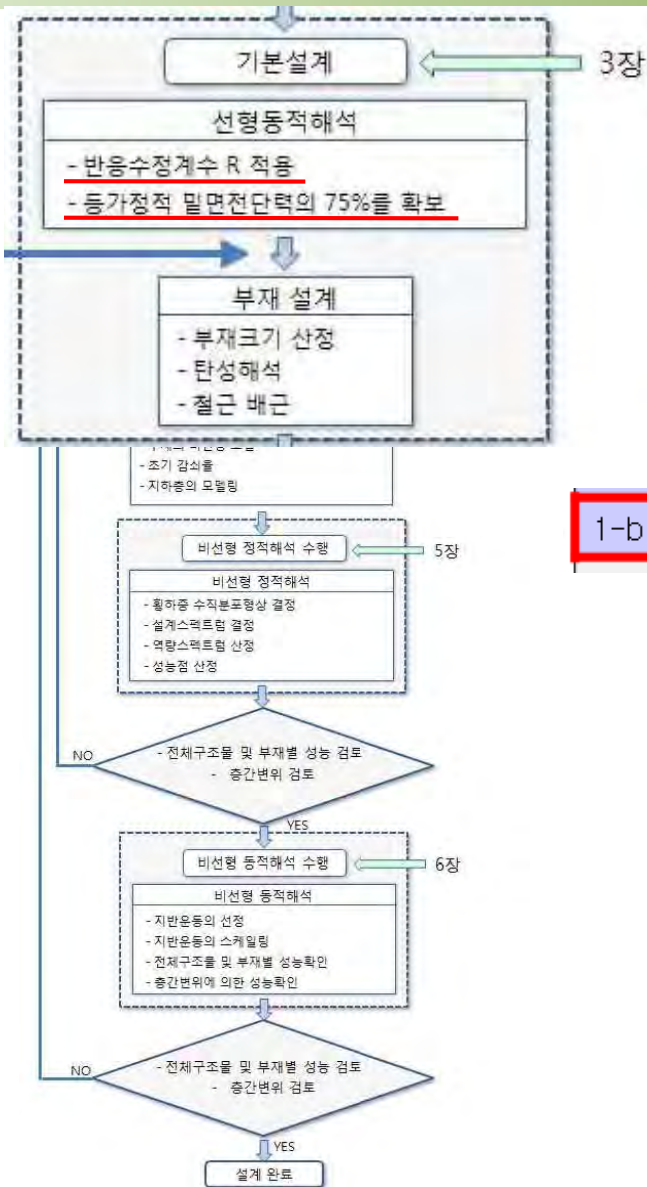 기본설계
3장
선형동적해석
- 반응수정계수 R 적용
- 등가정적 밑면전단력의 75%를 확보
부재 설계
- 부재크기 산정
- 탄성해석
- 철근 배근
- 초기 감쇠율
- 지하층의 모델링
1-b
비선형 정적해석 수행
5장
비선형 정적해석
- 횡하중 수직분포형상 결정
- 설계스펙트럼 결정
- 역량스펙트럼 산정
- 성능점 산정
NO
- 전체구조물 및 부재별 성능 검토
- 층간변위 검토
YES
비선형 동적해석 수행
6장
비선형 동적해석
- 지반운동의 선정
- 지반운동의 스케일링
- 전체구조물 및 부재별 성능확인
- 층간변위에 의한 성능확인
NO
- 전체구조물 및 부재별 성능 검토
- 층간변위 검토
YES
설계 완료